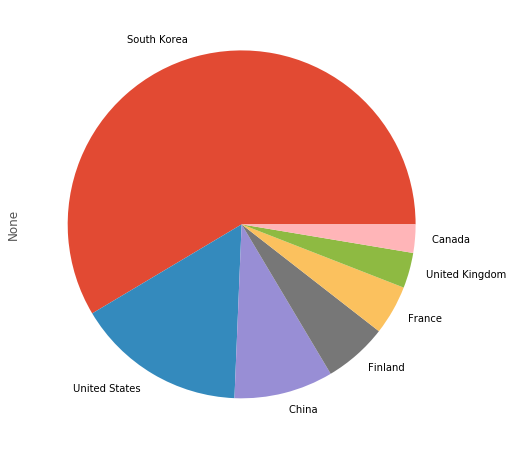 South Korea
None
Canada
United Kingdom
France
Finland
United States
China